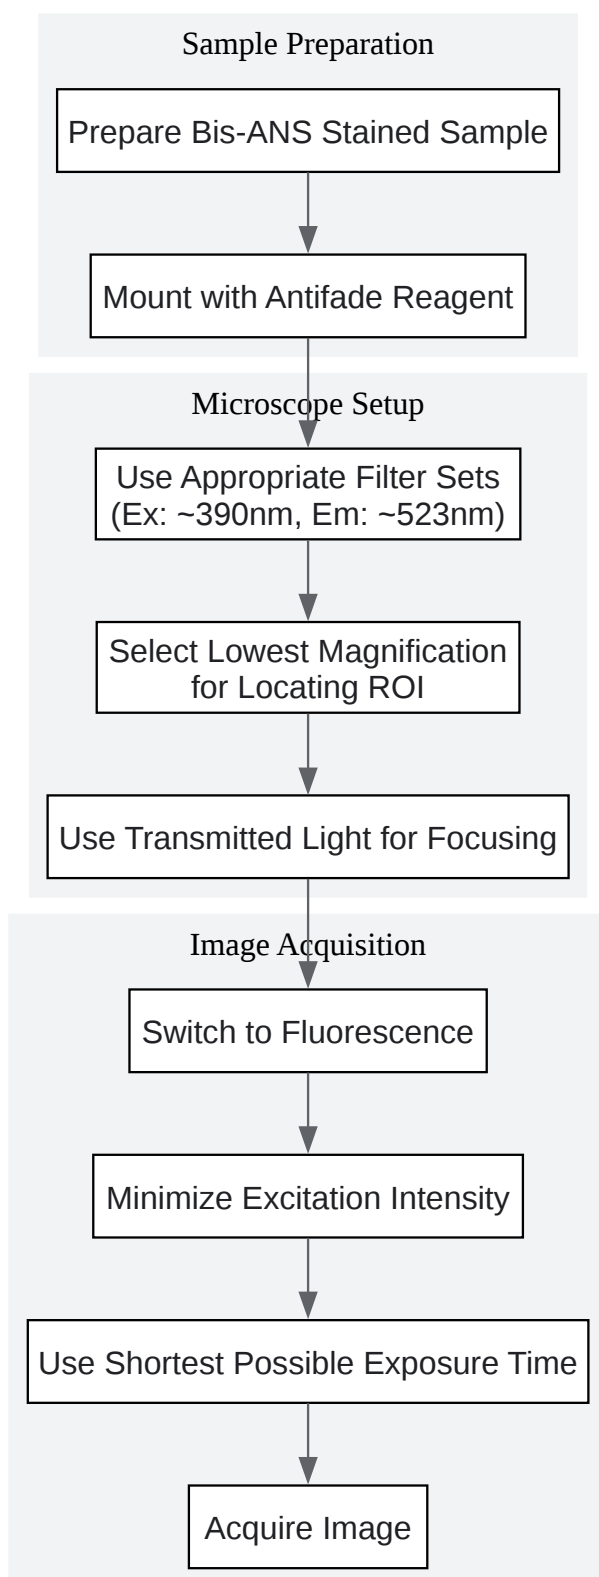 Sample Preparation
Prepare Bis-ANS Stained Sample
Mount with Antifade Reagent
Microscope Setup
Use Appropriate Filter Sets
(Ex: ~390nm, Em: ~523nm)
Select Lowest Magnification
for Locating ROI
Use Transmitted Light for Focusing
Image Acquisition
Switch to Fluorescence
Minimize Excitation Intensity
Use Shortest Possible Exposure Time
Acquire Image